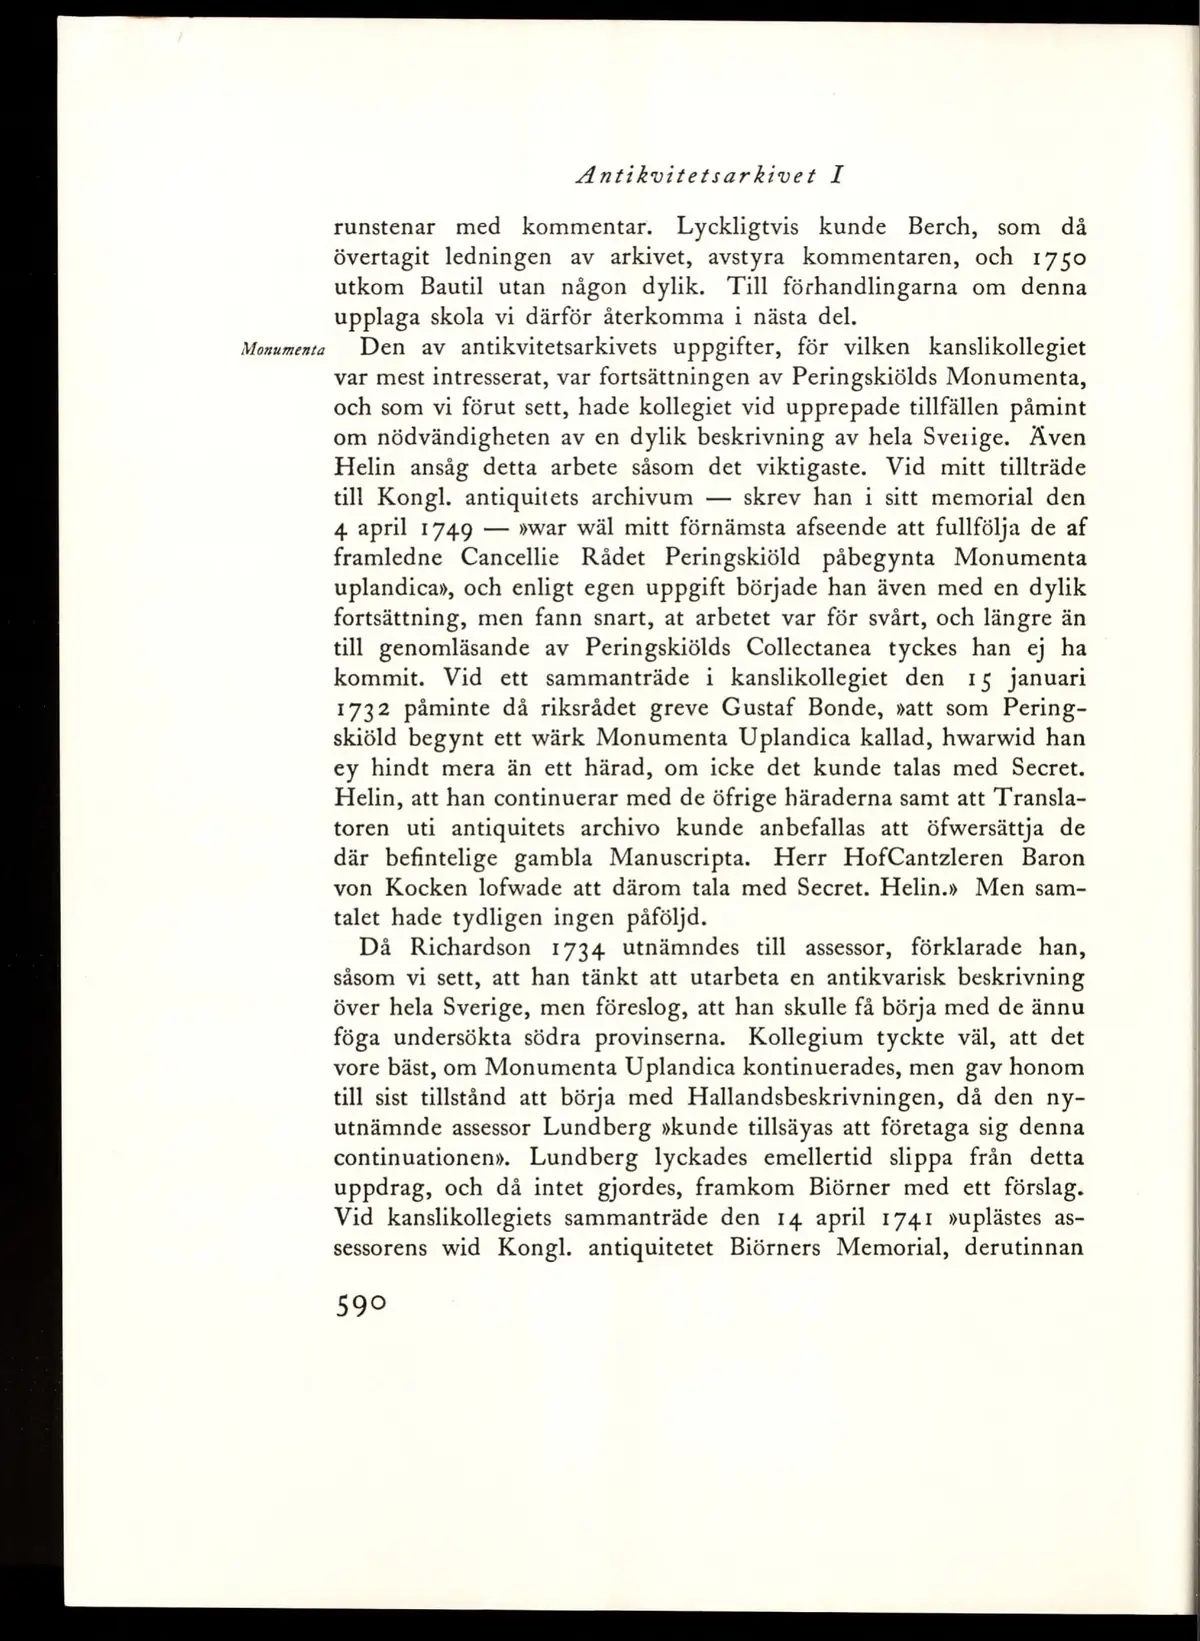 Antikvitetsarkivet I
runstenar med kommentar. Lyckligtvis kunde Berch, som då
övertagit ledningen av arkivet, avstyra kommentaren, och 1750
utkom Bautil utan någon dylik. Till förhandlingarna om denna
upplaga skola vi därför återkomma i nästa del.
Monumenta
Den av antikvitetsarkivets uppgifter, för vilken kanslikollegiet
var mest intresserat, var fortsättningen av Peringskiölds Monumenta,
och som vi förut sett, hade kollegiet vid upprepade tillfällen påmint
om nödvändigheten av en dylik beskrivning av hela Sverige. Även
Helin ansåg detta arbete såsom det viktigaste. Vid mitt tillträde
till Kongl. antiquitets archivum — skrev han i sitt memorial den
4 april 1749 — »war wäl mitt förnämsta afseende att fullfölja de af
framledne Cancellie Rådet Peringskiöld påbegynta Monumenta
uplandica», och enligt egen uppgift började han även med en dylik
fortsättning, men fann snart, at arbetet var för svårt, och längre än
till genomläsande av Peringskiölds Collectanea tyckes han ej ha
kommit. Vid ett sammanträde i kanslikollegiet den 15 januari
1732 påminte då riksrådet greve Gustaf Bonde, »att som Pering-
skiöld begynt ett wärk Monumenta Uplandica kallad, hwarwid han
ey hindt mera än ett härad, om icke det kunde talas med Secret.
Helin, att han continuerar med de öfrige häraderna samt att Transla-
toren uti antiquitets archivo kunde anbefallas att öfwersättja de
där befintelige gambla Manuscripta. Herr HofCantzleren Baron
von Kocken lofwade att därom tala med Secret. Helin.» Men sam-
talet hade tydligen ingen påföljd.
Då Richardson 1734 utnämndes till assessor, förklarade han,
såsom vi sett, att han tänkt att utarbeta en antikvarisk beskrivning
över hela Sverige, men föreslog, att han skulle få börja med de ännu
föga undersökta södra provinserna. Kollegium tyckte väl, att det
vore bäst, om Monumenta Uplandica kontinuerades, men gav honom
till sist tillstånd att börja med Hallandsbeskrivningen, då den ny-
utnämnde assessor Lundberg »kunde tillsäyas att företaga sig denna
continuationen». Lundberg lyckades emellertid slippa från detta
uppdrag, och då intet gjordes, framkom Biörner med ett förslag.
Vid kanslikollegiets sammanträde den 14 april 1741 »uplästes as-
sessorens wid Kongl. antiquitetet Biörners Memorial, derutinnan
590